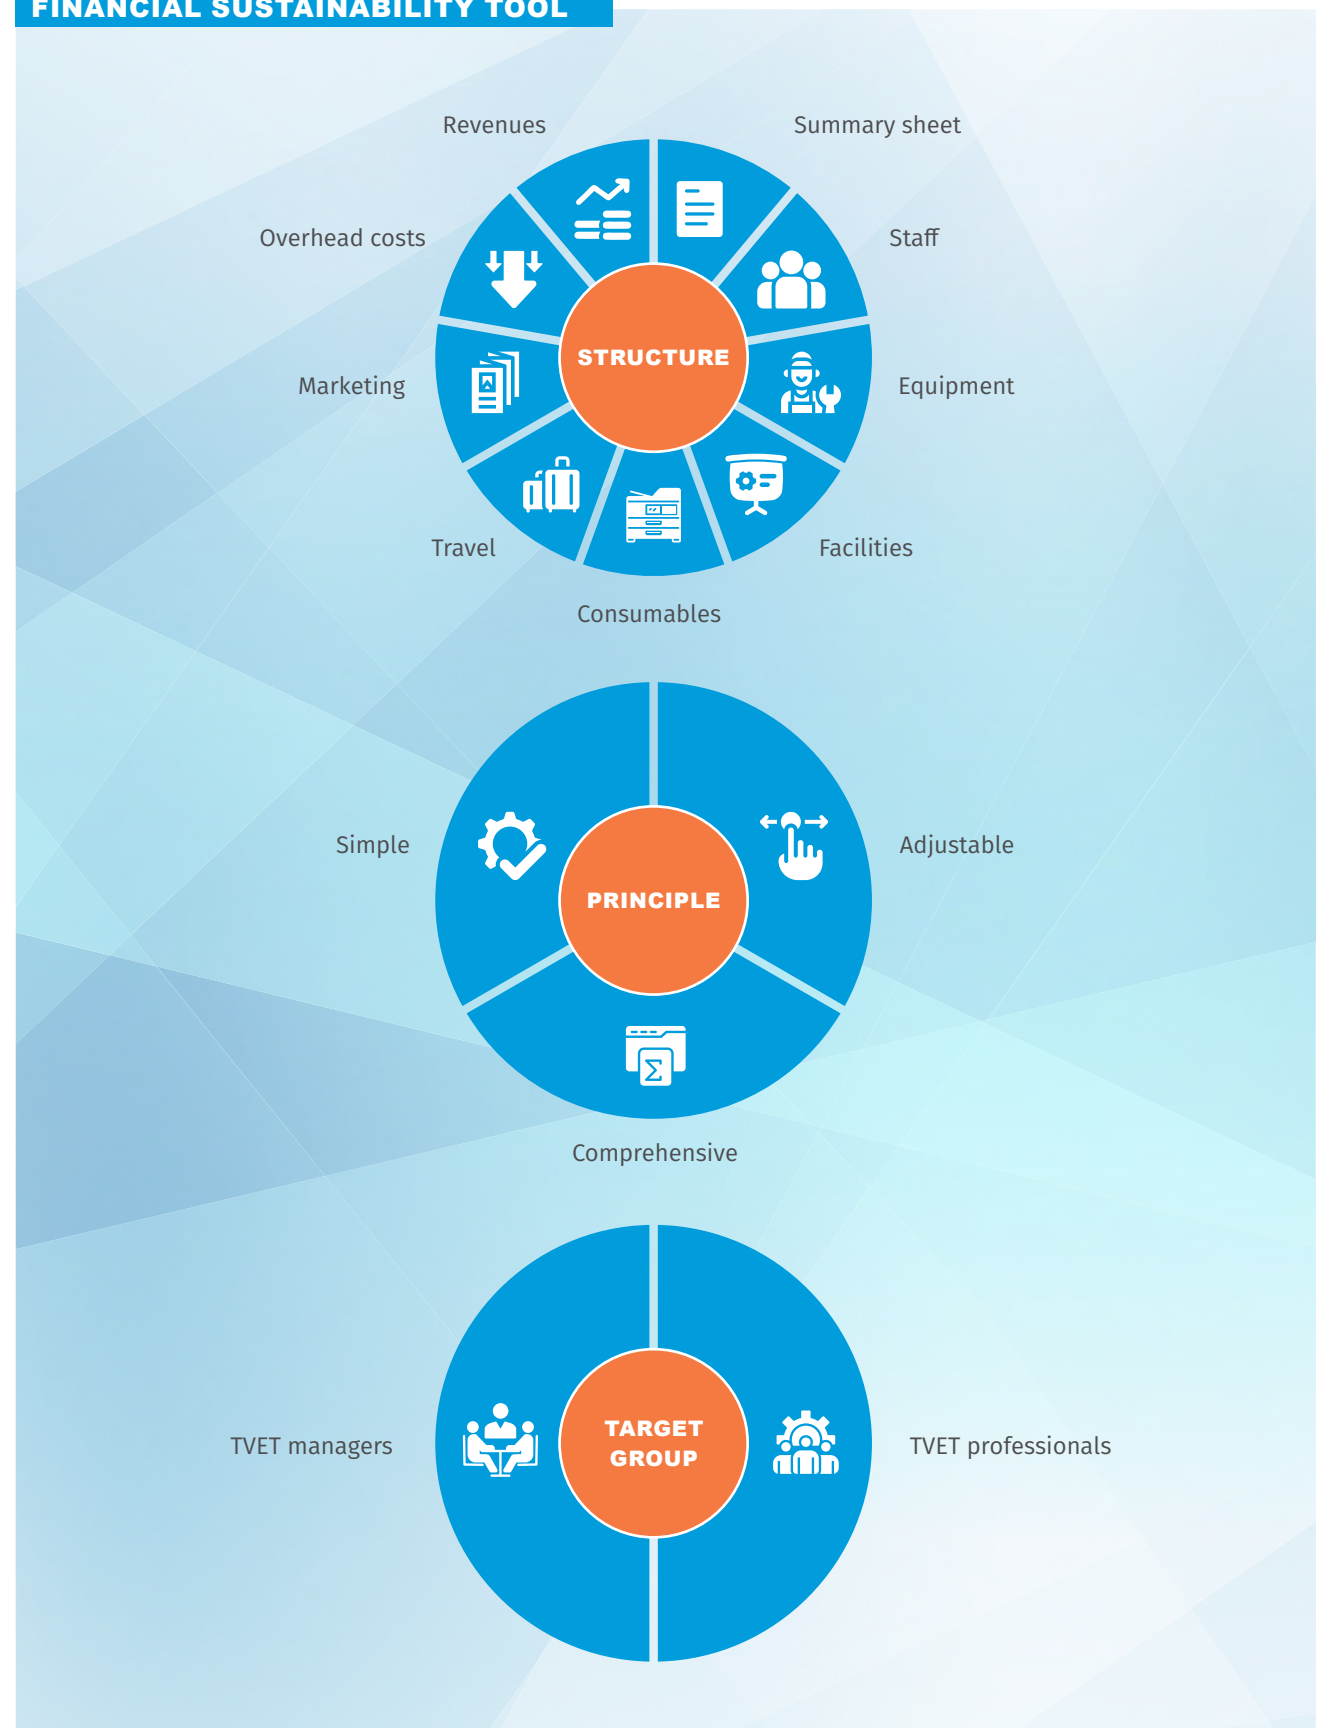 FINANCIAL SUSTAINABILITY TOOL
Revenues
Summary sheet
Overhead costs
Staff
STRUCTURE
Marketing
Equipment
Travel
Facilities
Consumables
Simple
Adjustable
PRINCIPLE
Σ
Comprehensive
TARGET
GROUP
TVET managers
TVET professionals